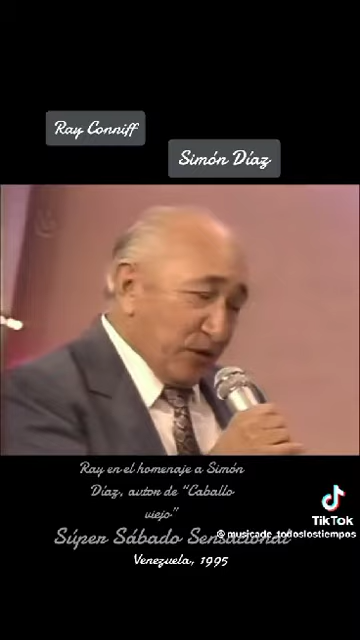 Ray Conniff
Simón Díaz
Ray en el homenaje a Simón
Díaz, autor de "Caballo
viejo"
Súper Sábado Sensacional
Venezuela, 1995
TikTok
@musicade_todoslostiempos